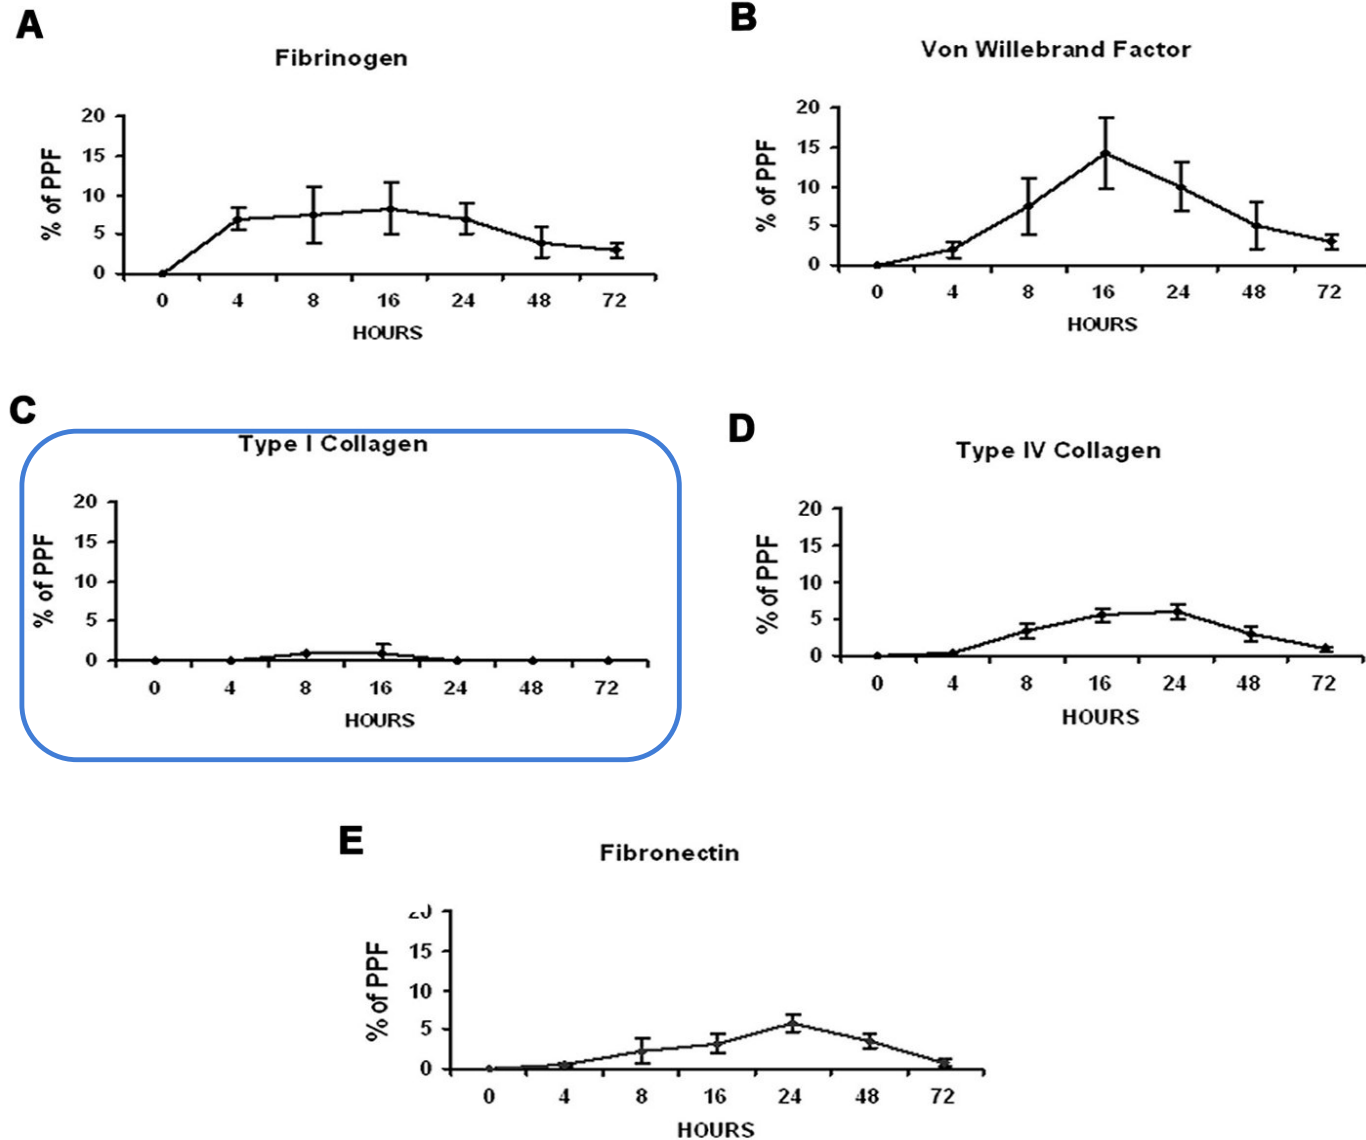 A
Fibrinogen
% of PPF
20
15
10
5
0
0 4 8 16 24 48 72
HOURS
B
Von Willebrand Factor
% of PPF
20
15
10
5
0
0 4 8 16 24 48 72
HOURS
C
Type I Collagen
% of PPF
20
15
10
5
0
0 4 8 16 24 48 72
HOURS
D
Type IV Collagen
% of PPF
20
15
10
5
0
0 4 8 16 24 48 72
HOURS
E
Fibronectin
% of PPF
20
15
10
5
0
0 4 8 16 24 48 72
HOURS